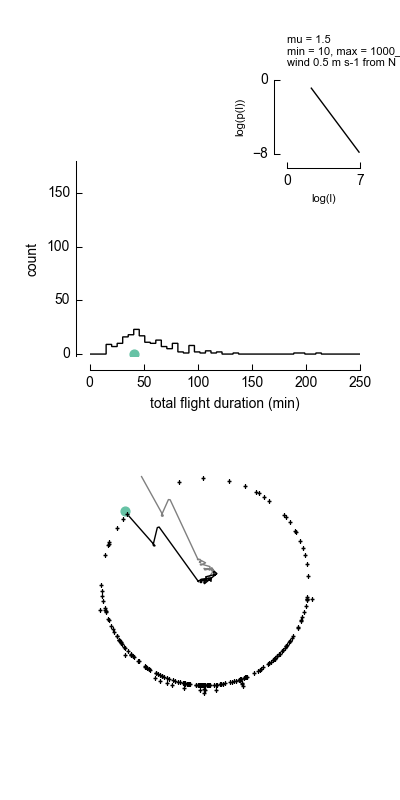 mu = 1.5
min = 10, max = 1000_
wind 0.5 m s-1 from N
0
log(p(l))
−8
0
7
log(l)
150
100
50
0
count
0
50
100
150
200
250
total flight duration (min)